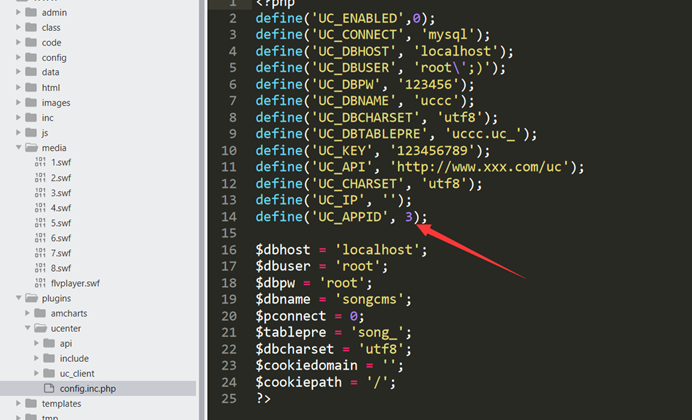 admin
class
code
config
data
html
images
inc
js
media
1.swf
2.swf
3.swf
4.swf
5.swf
6.swf
7.swf
8.swf
flvplayer.swf
plugins
amcharts
ucenter
api
include
uc_client
config.inc.php
templates
1 <?php
2 define('UC_ENABLED',0);
3 define('UC_CONNECT', 'mysql');
4 define('UC_DBHOST', 'localhost');
5 define('UC_DBUSER', 'root\';)');
6 define('UC_DBPW', '123456');
7 define('UC_DBNAME', 'uccc');
8 define('UC_DBCHARSET', 'utf8');
9 define('UC_DBTABLEPRE', 'uccc.uc_');
10 define('UC_KEY', '123456789');
11 define('UC_API', 'http://www.xxx.com/uc');
12 define('UC_CHARSET', 'utf8');
13 define('UC_IP', '');
14 define('UC_APPID', 3);
15
16 $dbhost = 'localhost';
17 $dbuser = 'root';
18 $dbpw = 'root';
19 $dbname = 'songcms';
20 $pconnect = 0;
21 $tablepre = 'song_';
22 $dbcharset = 'utf8';
23 $cookiedomain = '';
24 $cookiepath = '/';
25 ?>